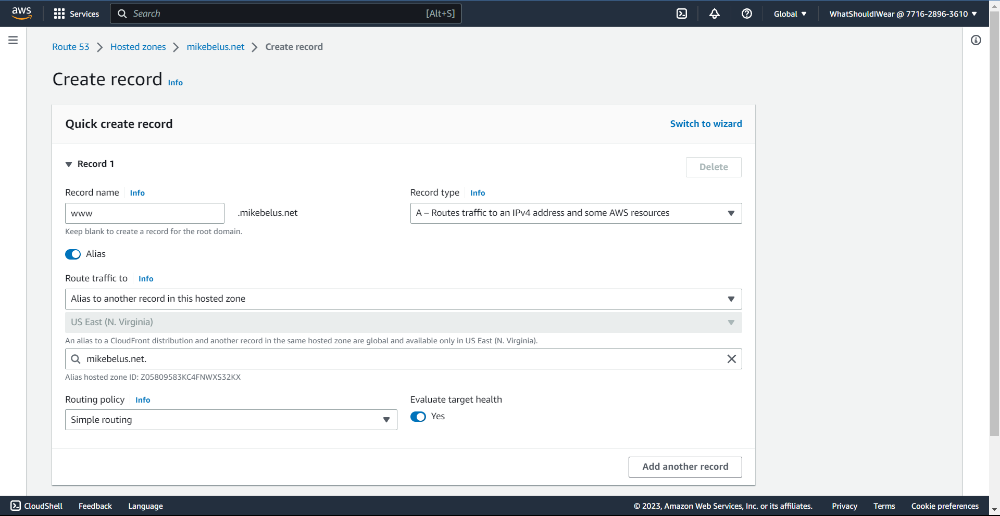 aws
Services
Search [Alt+S]
Global
WhatShouldIWear @ 7716-2896-3610
Route 53 Hosted zones mikebelus.net Create record
Create record Info
Quick create record
Switch to wizard
Record 1
Delete
Record name Info
www .mikebelus.net
Keep blank to create a record for the root domain.
Record type Info
A – Routes traffic to an IPv4 address and some AWS resources
Alias
Route traffic to Info
Alias to another record in this hosted zone
US East (N. Virginia)
An alias to a CloudFront distribution and another record in the same hosted zone are global and available only in US East (N. Virginia).
mikebelus.net.
Alias hosted zone ID: Z05809583KC4FNWXS32KX
Routing policy Info
Simple routing
Evaluate target health
Yes
Add another record
CloudShell Feedback Language
© 2023, Amazon Web Services, Inc. or its affiliates. Privacy Terms Cookie preferences